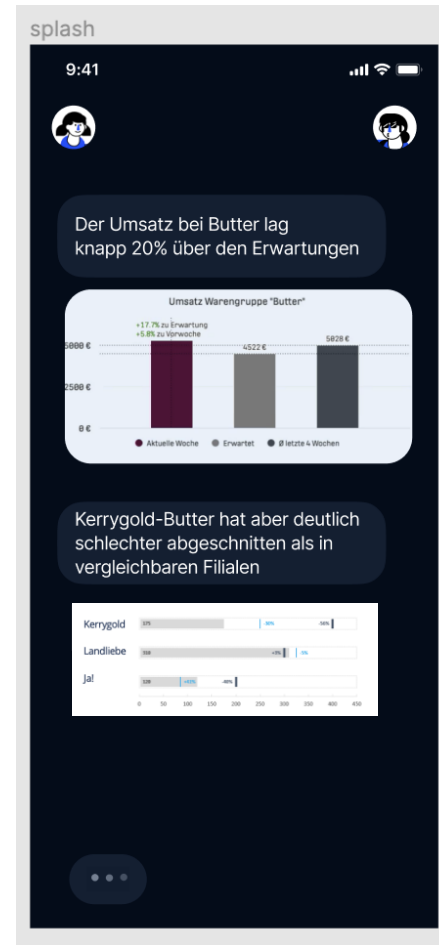 splash
9:41
Der Umsatz bei Butter lag
knapp 20% über den Erwartungen
Umsatz Warengruppe "Butter"
+17.7% zu Erwartung
+5.8% zu Vorwoche
5000 €
4522 €
5028 €
2500 €
0 €
Aktuelle Woche Erwartet Ø letzte 4 Wochen
Kerrygold-Butter hat aber deutlich
schlechter abgeschnitten als in
vergleichbaren Filialen
Kerrygold
Landliebe
Ja!
0 50 100 150 200 250 300 350 400 450